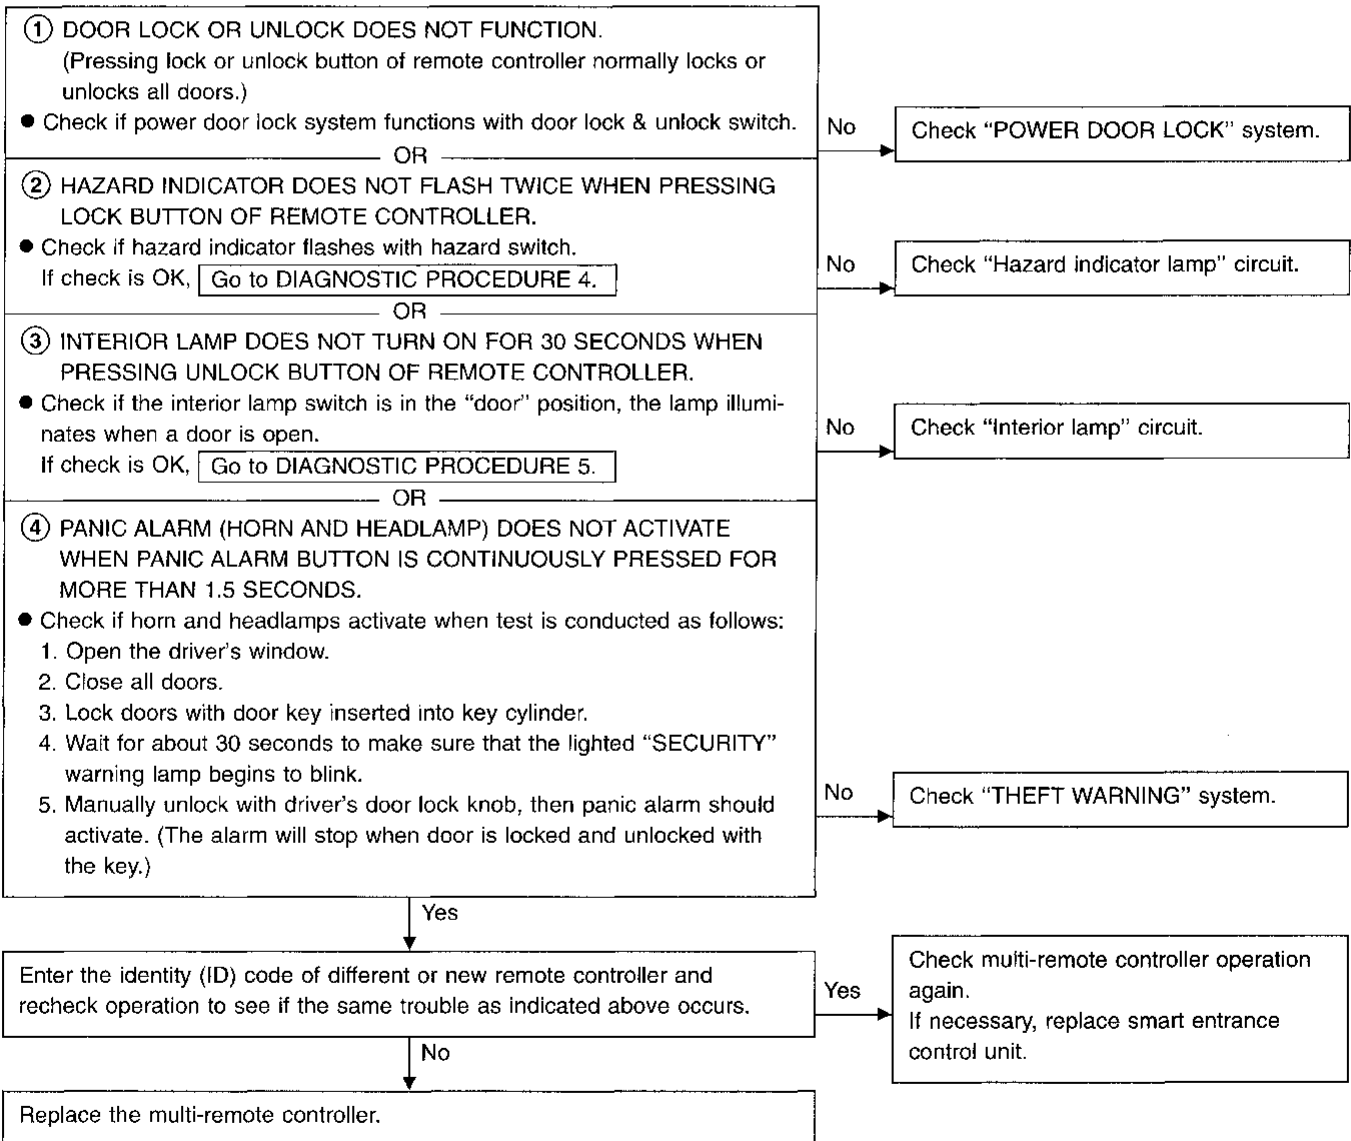 ① DOOR LOCK OR UNLOCK DOES NOT FUNCTION.
(Pressing lock or unlock button of remote controller normally locks or
unlocks all doors.)
● Check if power door lock system functions with door lock & unlock switch.
No
Check “POWER DOOR LOCK” system.
OR
② HAZARD INDICATOR DOES NOT FLASH TWICE WHEN PRESSING
LOCK BUTTON OF REMOTE CONTROLLER.
● Check if hazard indicator flashes with hazard switch.
If check is OK, Go to DIAGNOSTIC PROCEDURE 4.
No
Check “Hazard indicator lamp” circuit.
OR
③ INTERIOR LAMP DOES NOT TURN ON FOR 30 SECONDS WHEN
PRESSING UNLOCK BUTTON OF REMOTE CONTROLLER.
● Check if the interior lamp switch is in the “door” position, the lamp illumi-
nates when a door is open.
If check is OK, Go to DIAGNOSTIC PROCEDURE 5.
No
Check “Interior lamp” circuit.
OR
④ PANIC ALARM (HORN AND HEADLAMP) DOES NOT ACTIVATE
WHEN PANIC ALARM BUTTON IS CONTINUOUSLY PRESSED FOR
MORE THAN 1.5 SECONDS.
● Check if horn and headlamps activate when test is conducted as follows:
1. Open the driver’s window.
2. Close all doors.
3. Lock doors with door key inserted into key cylinder.
4. Wait for about 30 seconds to make sure that the lighted “SECURITY”
warning lamp begins to blink.
5. Manually unlock with driver’s door lock knob, then panic alarm should
activate. (The alarm will stop when door is locked and unlocked with
the key.)
No
Check “THEFT WARNING” system.
Yes
Enter the identity (ID) code of different or new remote controller and
recheck operation to see if the same trouble as indicated above occurs.
Yes
Check multi-remote controller operation
again.
If necessary, replace smart entrance
control unit.
No
Replace the multi-remote controller.